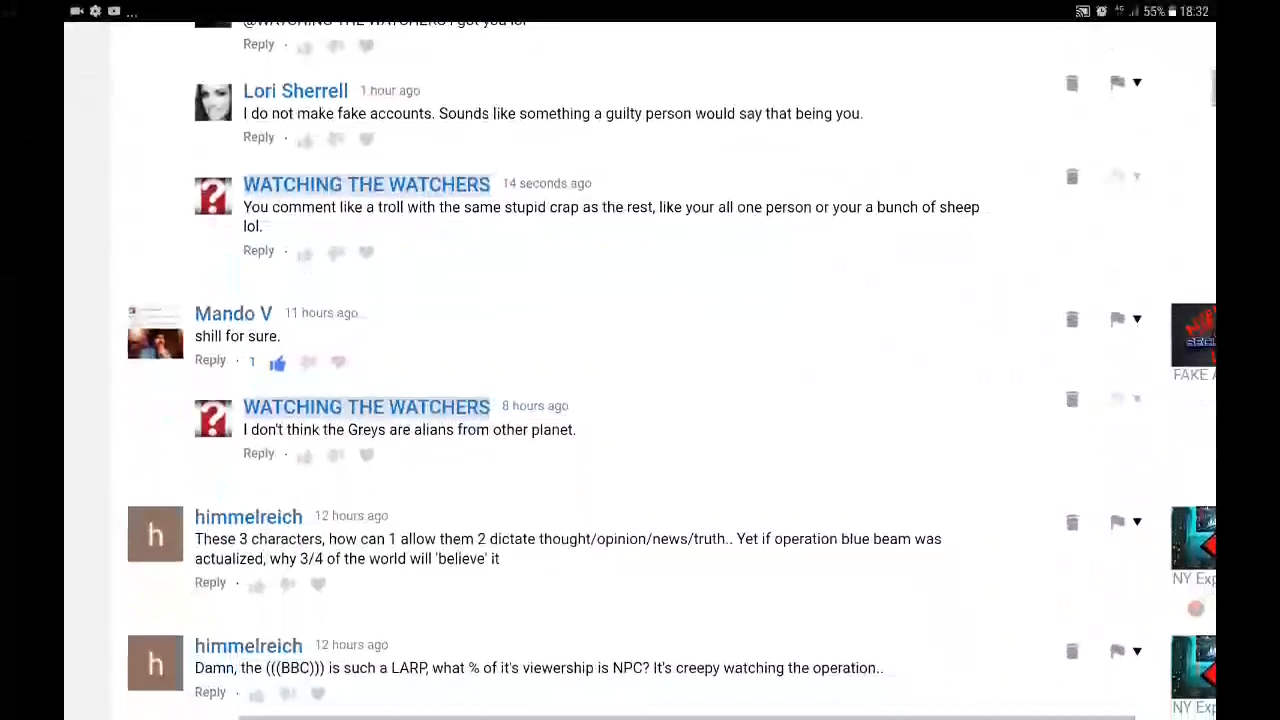 55% 18:32
@WATCHING THE WATCHERS I got you lol
Reply
Lori Sherrell 1 hour ago
I do not make fake accounts. Sounds like something a guilty person would say that being you.
Reply
WATCHING THE WATCHERS 14 seconds ago
You comment like a troll with the same stupid crap as the rest, like your all one person or your a bunch of sheep
lol.
Reply
Mando V 11 hours ago
shill for sure.
Reply · 1
FAKE
WATCHING THE WATCHERS 8 hours ago
I don't think the Greys are alians from other planet.
Reply
h himmelreich 12 hours ago
These 3 characters, how can 1 allow them 2 dictate thought/opinion/news/truth.. Yet if operation blue beam was
actualized, why 3/4 of the world will 'believe' it
NY Exp
Reply
h himmelreich 12 hours ago
Damn, the (((BBC))) is such a LARP, what % of it's viewership is NPC? It's creepy watching the operation..
Reply
NY Exp